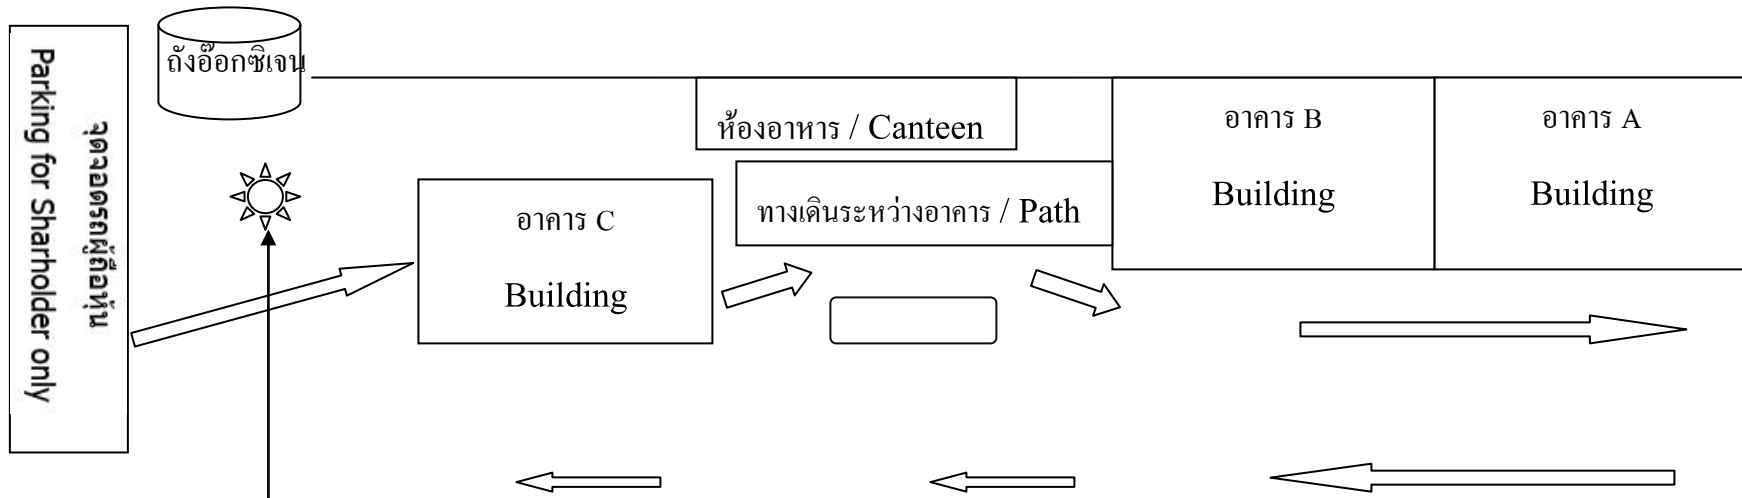 จุดจอดรถผู้ถือหุ้น
Parking for Sharholder only
ถังอ๊อกซิเจน
ห้องอาหาร / Canteen
ทางเดินระหว่างอาคาร / Path
อาคาร C
Building
อาคาร B
Building
อาคาร A
Building